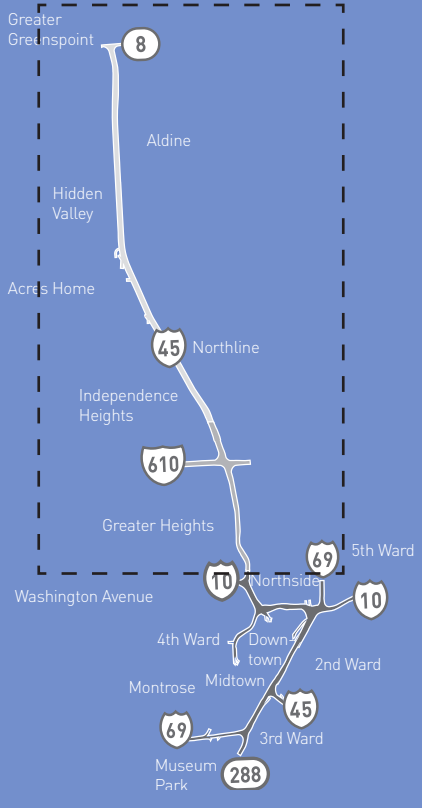 Greater
Greenspoint
8
Aldine
Hidden
Valley
Acres Home
45
Northline
Independence
Heights
610
Greater Heights
69
5th Ward
10
Northside
Washington Avenue
10
4th Ward
Down-
town
2nd Ward
Midtown
Montrose
45
69
3rd Ward
Museum
Park
288